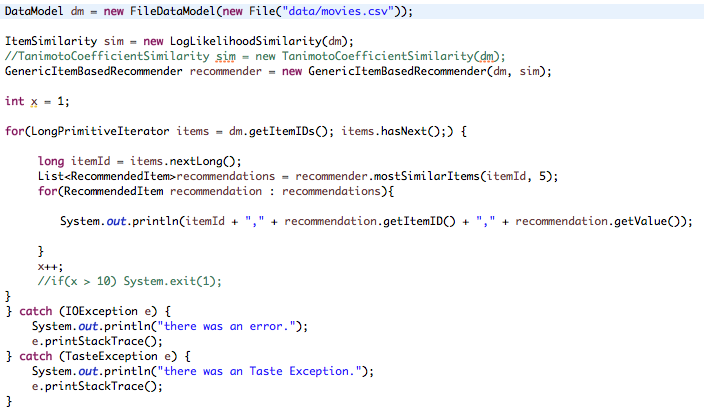 DataModel dm = new FileDataModel(new File("data/movies.csv"));
ItemSimilarity sim = new LogLikelihoodSimilarity(dm);
//TanimotoCoefficientSimilarity sim = new TanimotoCoefficientSimilarity(dm);
GenericItemBasedRecommender recommender = new GenericItemBasedRecommender(dm, sim);
int x = 1;
for(LongPrimitiveIterator items = dm.getItemIDs(); items.hasNext();) {
long itemId = items.nextLong();
List<RecommendedItem>recommendations = recommender.mostSimilarItems(itemId, 5);
for(RecommendedItem recommendation : recommendations){
System.out.println(itemId + "," + recommendation.getItemID() + "," + recommendation.getValue());
}
x++;
//if(x > 10) System.exit(1);
}
} catch (IOException e) {
System.out.println("there was an error.");
e.printStackTrace();
} catch (TasteException e) {
System.out.println("there was an Taste Exception.");
e.printStackTrace();
}